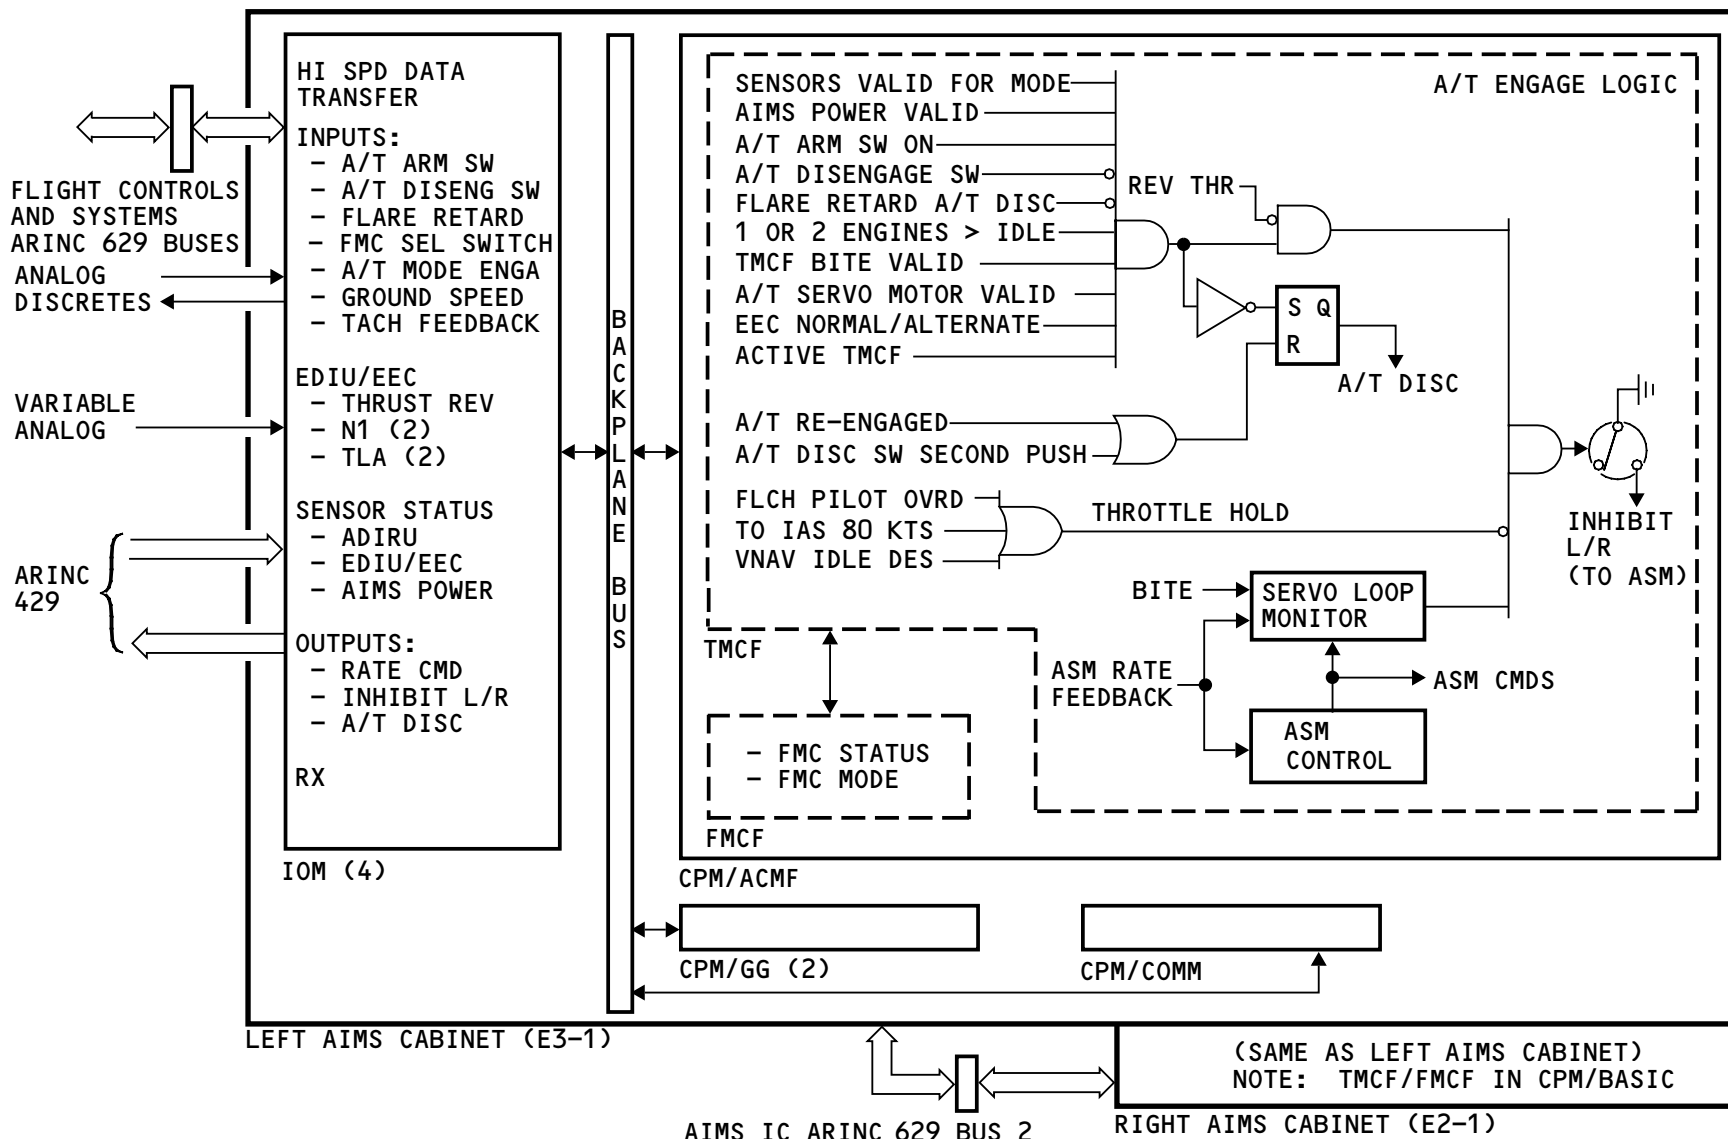 HI SPD DATA
TRANSFER
INPUTS:
– A/T ARM SW
– A/T DISENG SW
– FLARE RETARD
– FMC SEL SWITCH
– A/T MODE ENGA
– GROUND SPEED
– TACH FEEDBACK
EDIU/EEC
– THRUST REV
– N1 (2)
– TLA (2)
SENSOR STATUS
– ADIRU
– EDIU/EEC
– AIMS POWER
OUTPUTS:
– RATE CMD
– INHIBIT L/R
– A/T DISC
RX
IOM (4)
FLIGHT CONTROLS
AND SYSTEMS
ARINC 629 BUSES
ANALOG
DISCRETES
VARIABLE
ANALOG
ARINC
429
BACKPLANE BUS
A/T ENGAGE LOGIC
SENSORS VALID FOR MODE
AIMS POWER VALID
A/T ARM SW ON
A/T DISENGAGE SW
FLARE RETARD A/T DISC
1 OR 2 ENGINES > IDLE
TMCF BITE VALID
A/T SERVO MOTOR VALID
EEC NORMAL/ALTERNATE
ACTIVE TMCF
REV THR
S Q
R
A/T DISC
A/T RE–ENGAGED
A/T DISC SW SECOND PUSH
FLCH PILOT OVRD
TO IAS 80 KTS
VNAV IDLE DES
THROTTLE HOLD
INHIBIT
L/R
(TO ASM)
BITE
SERVO LOOP
MONITOR
ASM RATE
FEEDBACK
ASM CMDS
ASM
CONTROL
TMCF
– FMC STATUS
– FMC MODE
FMCF
CPM/ACMF
CPM/GG (2)
CPM/COMM
LEFT AIMS CABINET (E3–1)
(SAME AS LEFT AIMS CABINET)
NOTE: TMCF/FMCF IN CPM/BASIC
RIGHT AIMS CABINET (E2–1)
AIMS IC ARINC 629 BUS 2